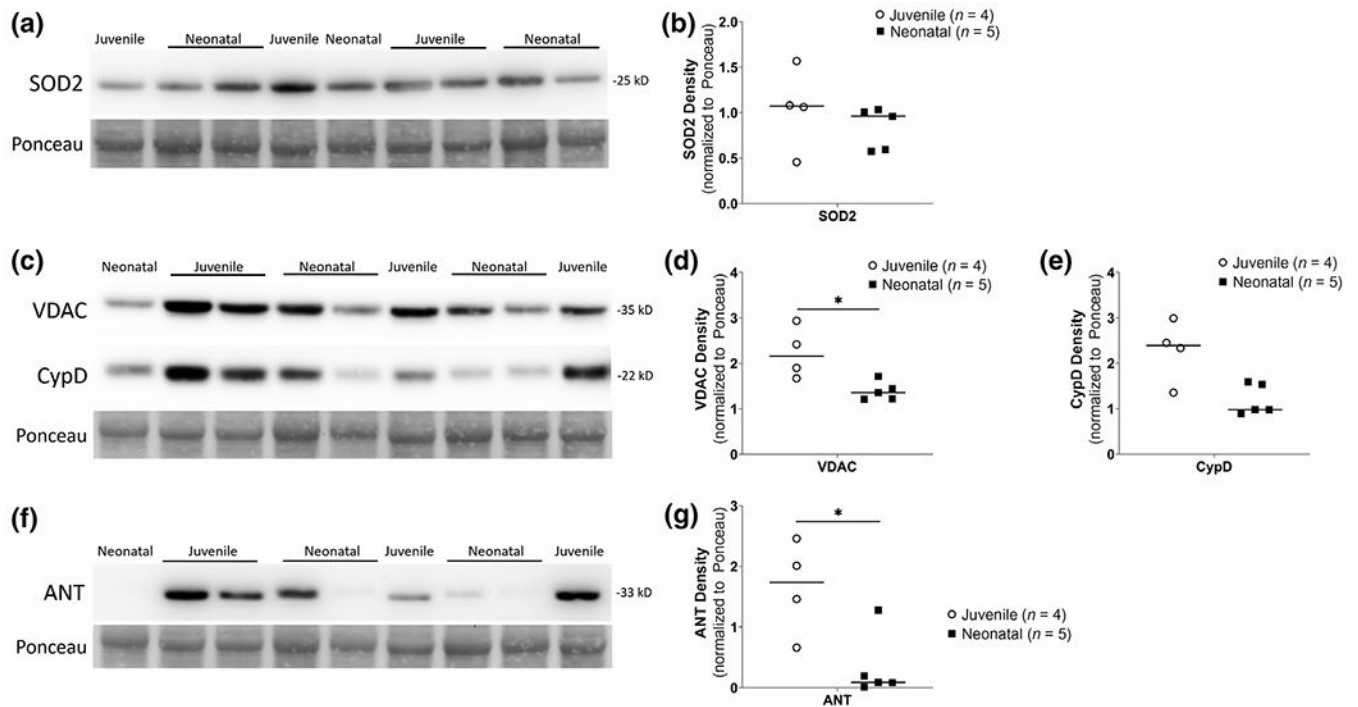 (a)
Juvenile Neonatal Juvenile Neonatal Juvenile Neonatal
SOD2
-25 kD
Ponceau
(b)
Juvenile (n = 4)
Neonatal (n = 5)
SOD2 Density
(normalized to Ponceau)
2.0
1.5
1.0
0.5
0.0
SOD2
(c)
Neonatal Juvenile Neonatal Juvenile Neonatal Juvenile
VDAC
-35 kD
CypD
-22 kD
Ponceau
(d)
Juvenile (n = 4)
Neonatal (n = 5)
VDAC Density
(normalized to Ponceau)
4
3
2
1
0
*
VDAC
(e)
Juvenile (n = 4)
Neonatal (n = 5)
CypD Density
(normalized to Ponceau)
4
3
2
1
0
CypD
(f)
Neonatal Juvenile Neonatal Juvenile Neonatal Juvenile
ANT
-33 kD
Ponceau
(g)
ANT Density
(normalized to Ponceau)
3
2
1
0
*
Juvenile (n = 4)
Neonatal (n = 5)
ANT